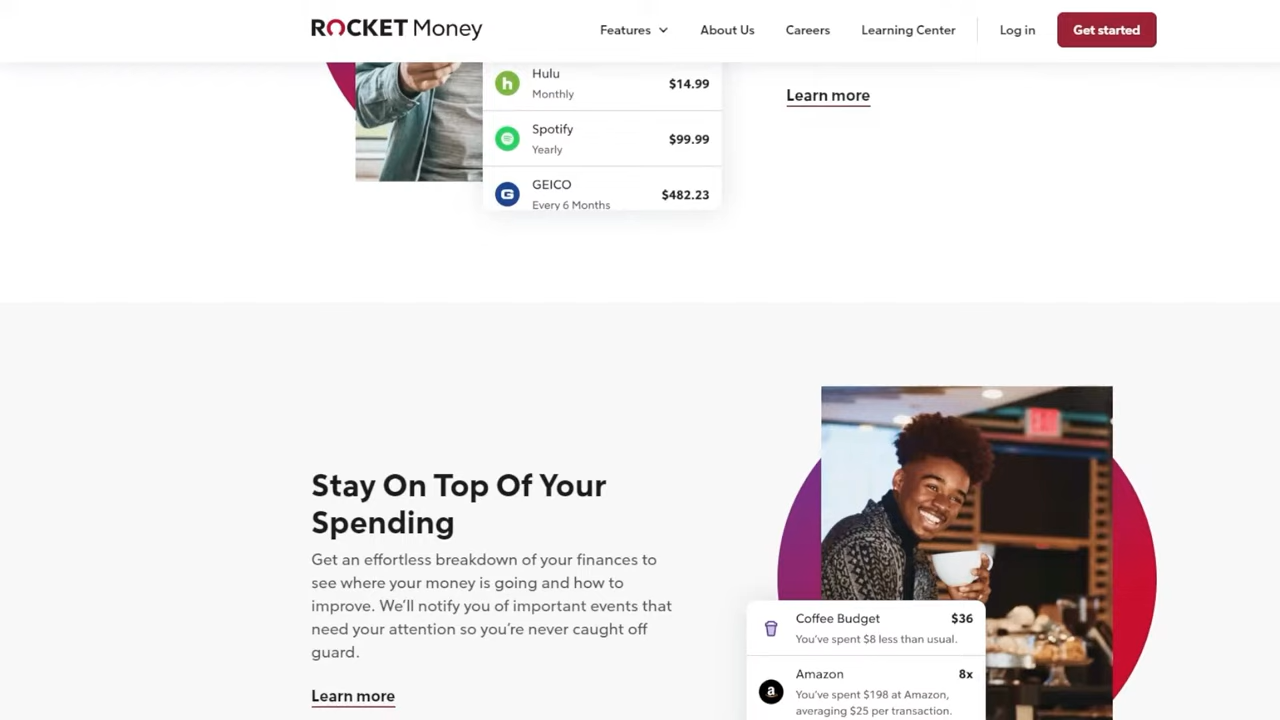 ROCKET Money
Features
About Us
Careers
Learning Center
Log in
Get started
Hulu
$14.99
Monthly
Learn more
Spotify
$99.99
Yearly
GEICO
$482.23
Every 6 Months
Stay On Top Of Your
Spending
Get an effortless breakdown of your finances to
see where your money is going and how to
improve. We’ll notify you of important events that
need your attention so you’re never caught off
guard.
Learn more
Coffee Budget
$36
You’ve spent $8 less than usual.
Amazon
8x
You’ve spent $198 at Amazon,
averaging $25 per transaction.